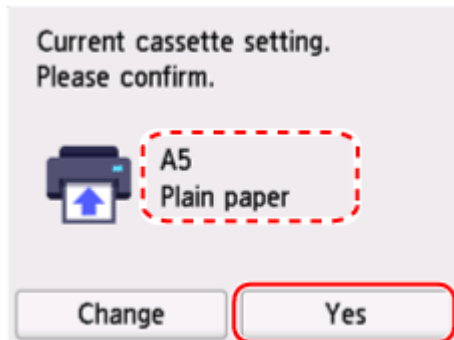 Current cassette setting.
Please confirm.
A5
Plain paper
Change
Yes